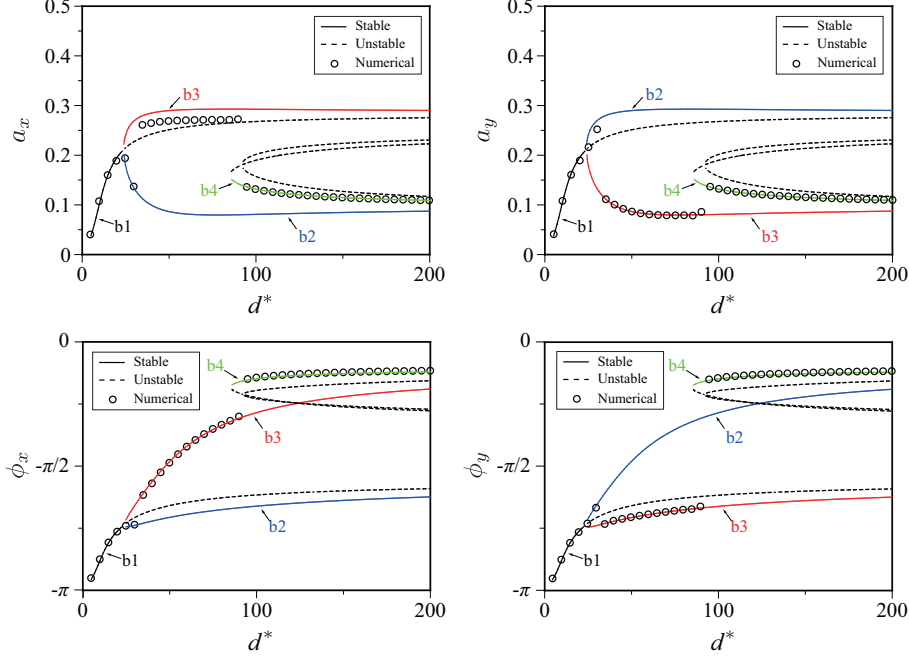 0.5
0.4
0.3
0.2
0.1
0
a_x
Stable
Unstable
Numerical
b3
b4
b1
b2
0
100
200
d*
0.5
0.4
0.3
0.2
0.1
0
a_y
Stable
Unstable
Numerical
b2
b4
b1
b3
0
100
200
d*
0
-π/2
-π
ϕ_x
Stable
Unstable
Numerical
b4
b3
b2
b1
0
100
200
d*
0
-π/2
-π
ϕ_y
Stable
Unstable
Numerical
b4
b2
b3
b1
0
100
200
d*